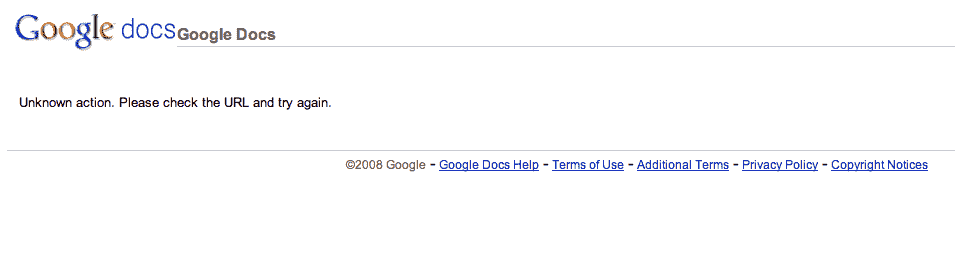 Google docs Google Docs
Unknown action. Please check the URL and try again.
©2008 Google - Google Docs Help - Terms of Use - Additional Terms - Privacy Policy - Copyright Notices